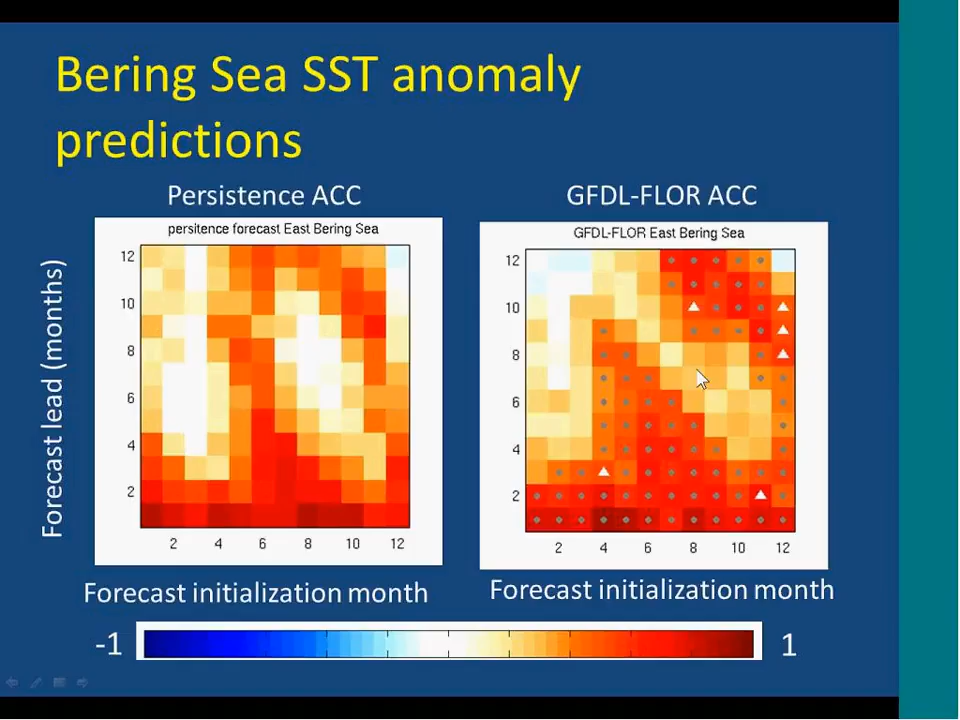 Bering Sea SST anomaly
predictions
Persistence ACC
GFDL-FLOR ACC
persitence forecast East Bering Sea
GFDL-FLOR East Bering Sea
Forecast lead (months)
12
10
8
6
4
2
2 4 6 8 10 12
12
10
8
6
4
2
2 4 6 8 10 12
Forecast initialization month
Forecast initialization month
-1
1